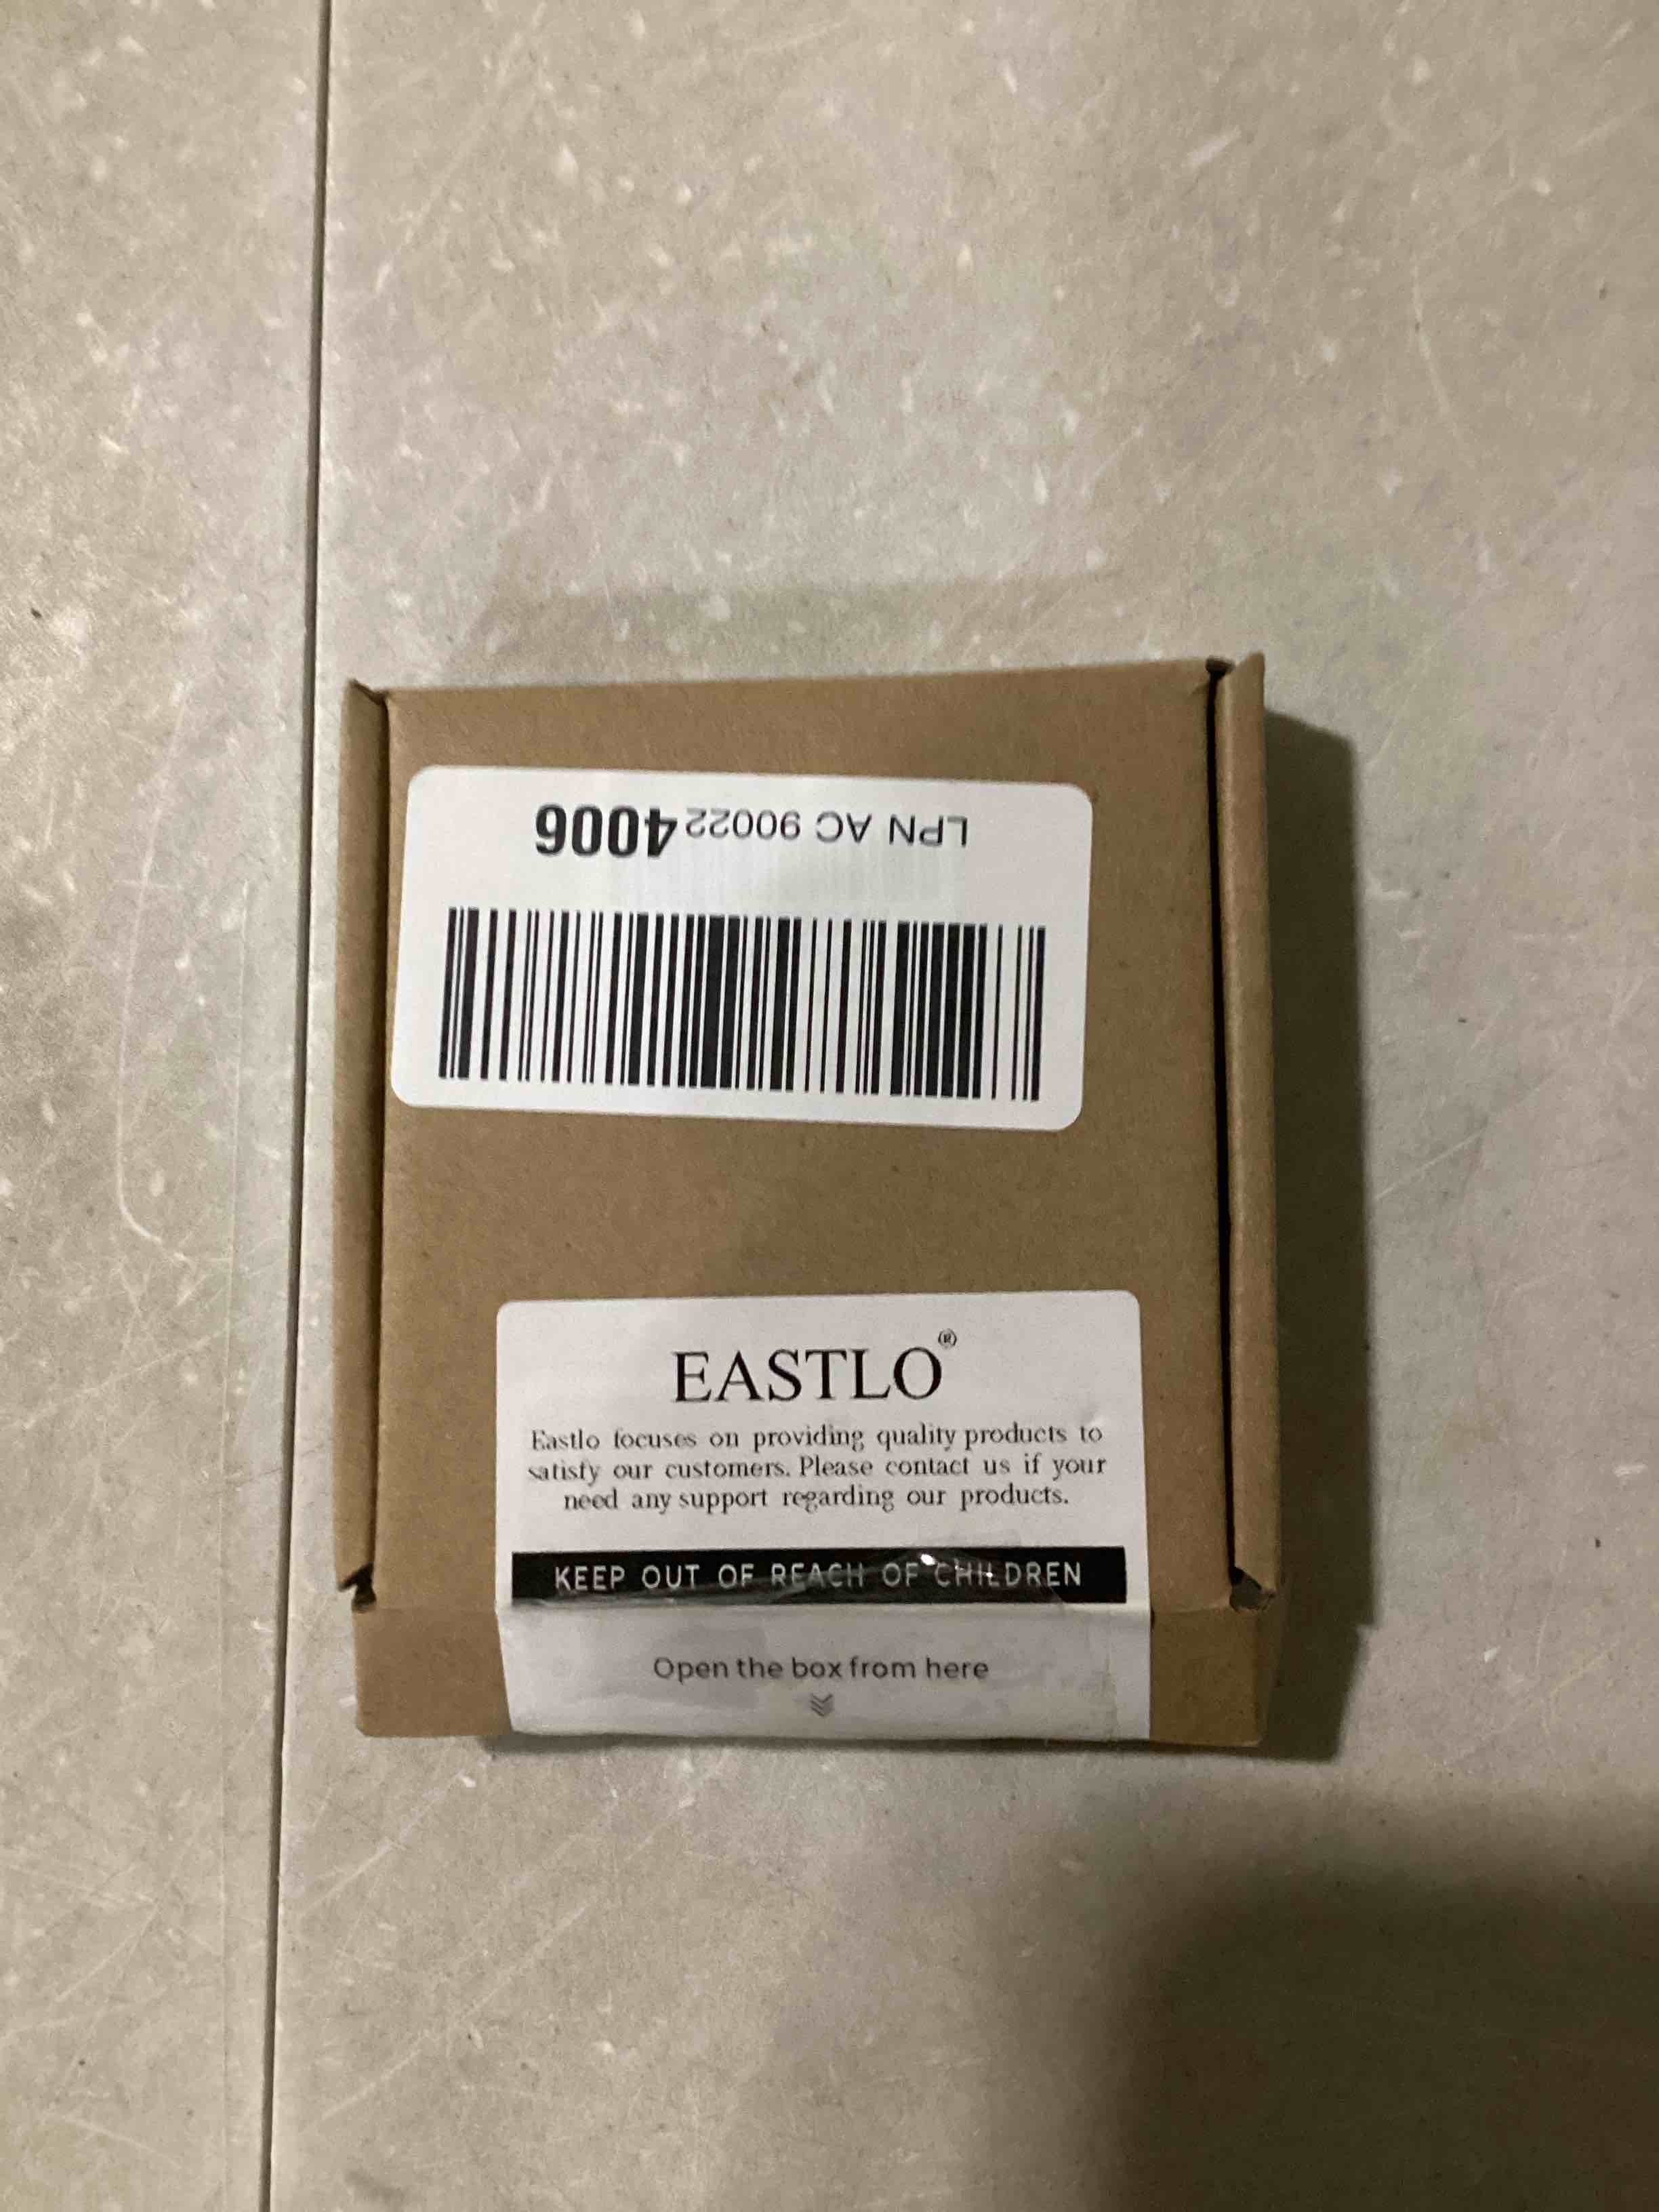 LPN AC 900224006
EASTLO®
Eastlo focuses on providing quality products to
satisfy our customers. Please contact us if your
need any support regarding our products.
KEEP OUT OF REACH OF CHILDREN
Open the box from here